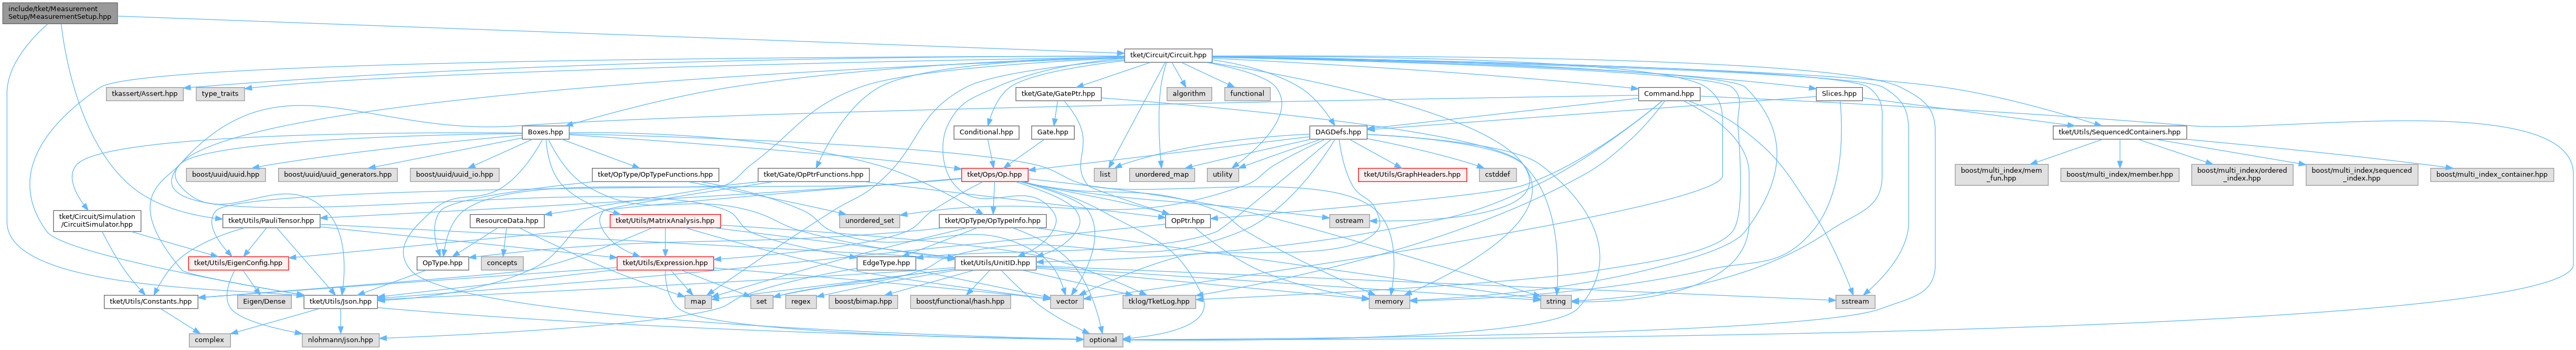 include/tket/Measurement
Setup/MeasurementSetup.hpp
tket/Circuit/Circuit.hpp
tkassert/Assert.hpp
type_traits
tket/Gate/GatePtr.hpp
algorithm
functional
Command.hpp
Slices.hpp
Boxes.hpp
Conditional.hpp
Gate.hpp
DAGDefs.hpp
tket/Utils/SequencedContainers.hpp
boost/uuid/uuid.hpp
boost/uuid/uuid_generators.hpp
boost/uuid/uuid_io.hpp
tket/OpType/OpTypeFunctions.hpp
tket/Gate/OpPtrFunctions.hpp
tket/Ops/Op.hpp
list
unordered_map
utility
tket/Utils/GraphHeaders.hpp
cstddef
boost/multi_index/mem
_fun.hpp
boost/multi_index/member.hpp
boost/multi_index/ordered
_index.hpp
boost/multi_index/sequenced
_index.hpp
boost/multi_index_container.hpp
tket/Circuit/Simulation
/CircuitSimulator.hpp
tket/Utils/PauliTensor.hpp
ResourceData.hpp
tket/Utils/MatrixAnalysis.hpp
unordered_set
tket/OpType/OpTypeInfo.hpp
OpPtr.hpp
ostream
tket/Utils/EigenConfig.hpp
OpType.hpp
concepts
tket/Utils/Expression.hpp
EdgeType.hpp
tket/Utils/UnitID.hpp
tket/Utils/Constants.hpp
Eigen/Dense
tket/Utils/Json.hpp
map
set
regex
boost/bimap.hpp
boost/functional/hash.hpp
vector
tklog/TketLog.hpp
memory
string
sstream
complex
nlohmann/json.hpp
optional